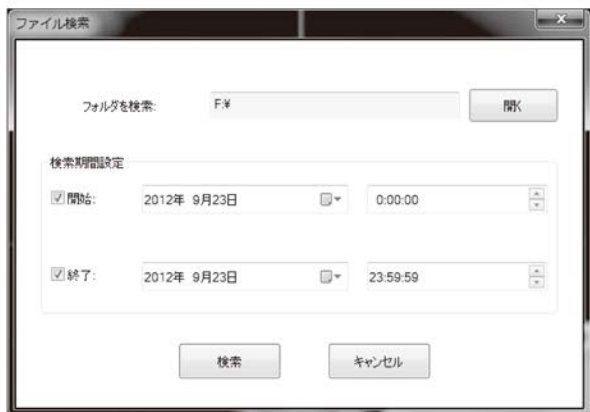 ファイル検索
フォルダを検索: F:¥ 開く
検索期間設定
開始: 2012年 9月23日 0:00:00
終了: 2012年 9月23日 23:59:59
検索 キャンセル